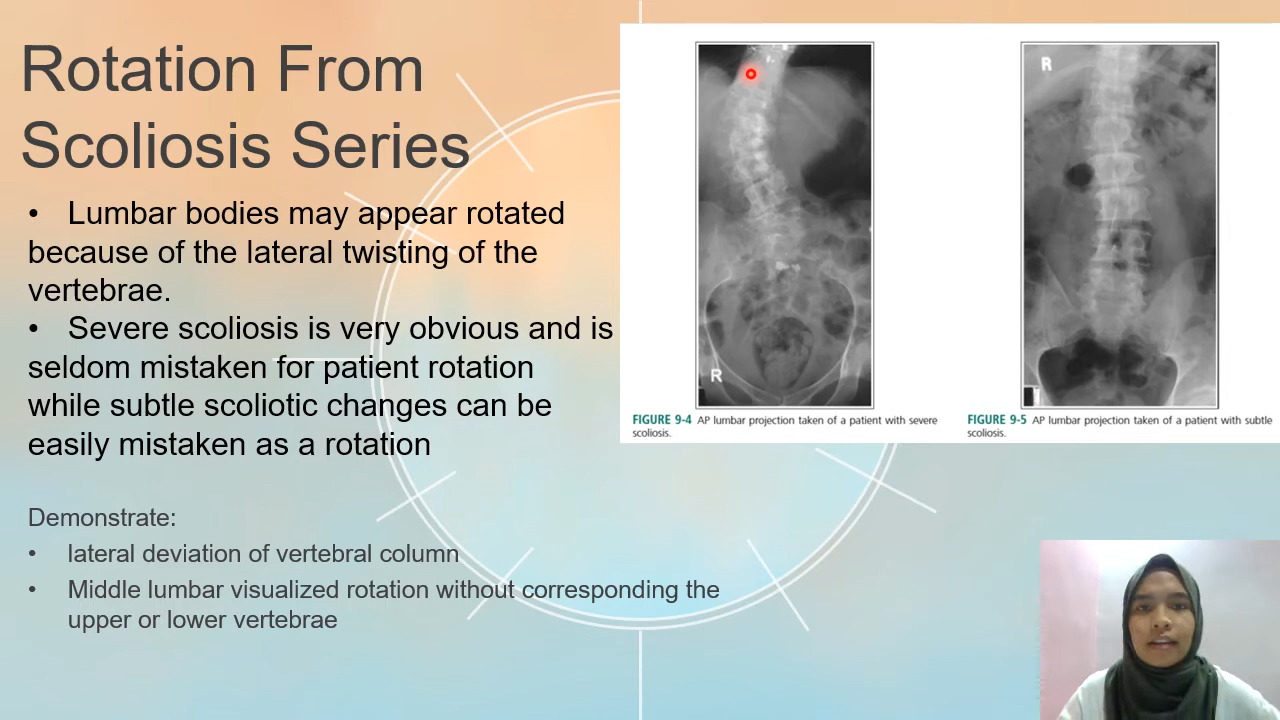 Rotation From
Scoliosis Series
• Lumbar bodies may appear rotated
because of the lateral twisting of the
vertebrae.
• Severe scoliosis is very obvious and is
seldom mistaken for patient rotation
while subtle scoliotic changes can be
easily mistaken as a rotation
Demonstrate:
• lateral deviation of vertebral column
• Middle lumbar visualized rotation without corresponding the
upper or lower vertebrae
R
R
FIGURE 9-4 AP lumbar projection taken of a patient with severe
scoliosis.
FIGURE 9-5 AP lumbar projection taken of a patient with subtle
scoliosis.